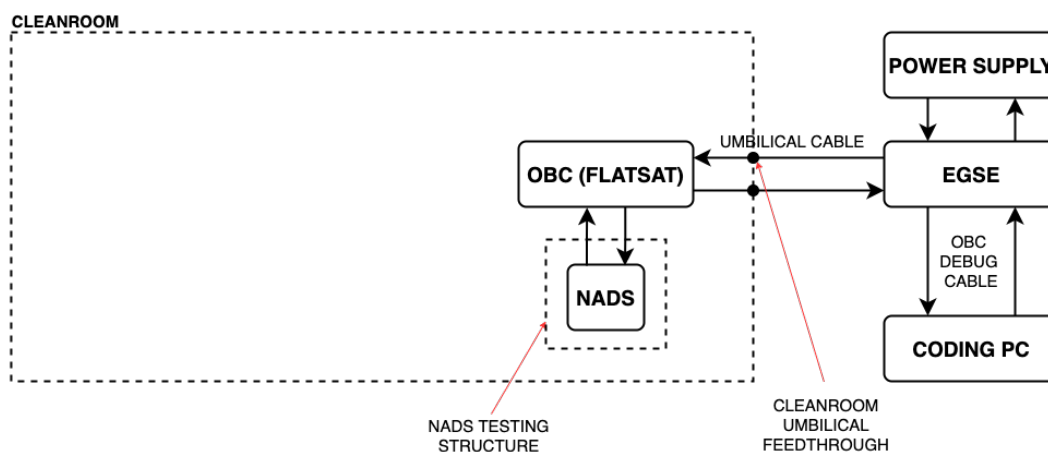 CLEANROOM
POWER SUPPLY
UMBILICAL CABLE
OBC (FLATSAT)
EGSE
OBC
DEBUG
CABLE
NADS
CODING PC
NADS TESTING
STRUCTURE
CLEANROOM
UMBILICAL
FEEDTHROUGH